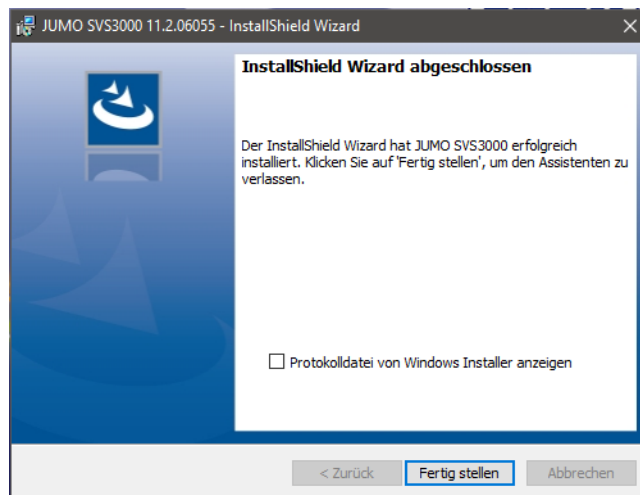 JUMO SVS3000 11.2.06055 - InstallShield Wizard
InstallShield Wizard abgeschlossen
Der InstallShield Wizard hat JUMO SVS3000 erfolgreich
installiert. Klicken Sie auf 'Fertig stellen', um den Assistenten zu
verlassen.
Protokolldatei von Windows Installer anzeigen
< Zurück
Fertig stellen
Abbrechen